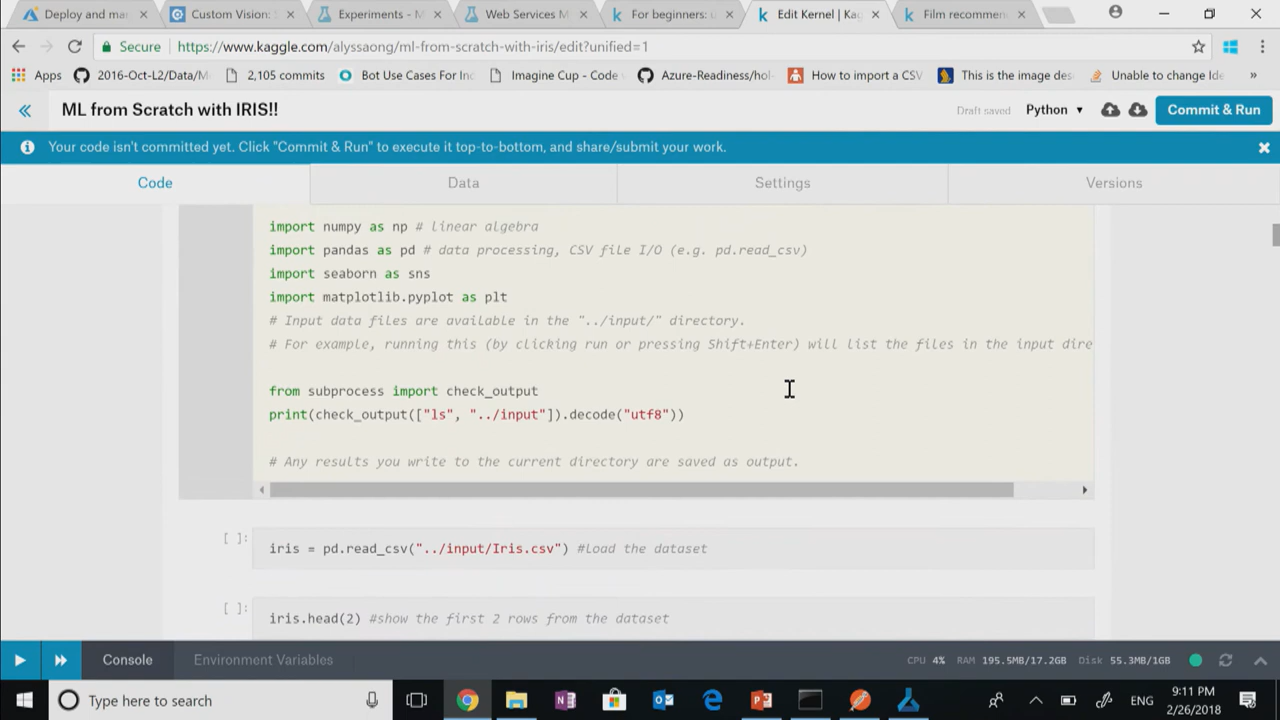 Deploy and ma
Custom Vision:
Experiments - M
Web Services M
For beginners: u
Edit Kernel | Kag
Film recommen
Secure
https://www.kaggle.com/alyssaong/ml-from-scratch-with-iris/edit?unified=1
Apps
2016-Oct-L2/Data/M
2,105 commits
Bot Use Cases For Inc
Imagine Cup - Code
Azure-Readiness/hol-
How to import a CSV
This is the image des
Unable to change Ide
»
ML from Scratch with IRIS!!
Draft saved
Python
Commit & Run
Your code isn't committed yet. Click "Commit & Run" to execute it top-to-bottom, and share/submit your work.
Code
Data
Settings
Versions
import numpy as np # linear algebra
import pandas as pd # data processing, CSV file I/O (e.g. pd.read_csv)
import seaborn as sns
import matplotlib.pyplot as plt
# Input data files are available in the "../input/" directory.
# For example, running this (by clicking run or pressing Shift+Enter) will list the files in the input dire
from subprocess import check_output
print(check_output(["ls", "../input"]).decode("utf8"))
# Any results you write to the current directory are saved as output.
[ ]: iris = pd.read_csv("../input/Iris.csv") #load the dataset
[ ]: iris.head(2) #show the first 2 rows from the dataset
Console
Environment Variables
CPU 4% RAM 195.5MB/17.2GB Disk 55.3MB/1GB
Type here to search
ENG
9:11 PM
2/26/2018